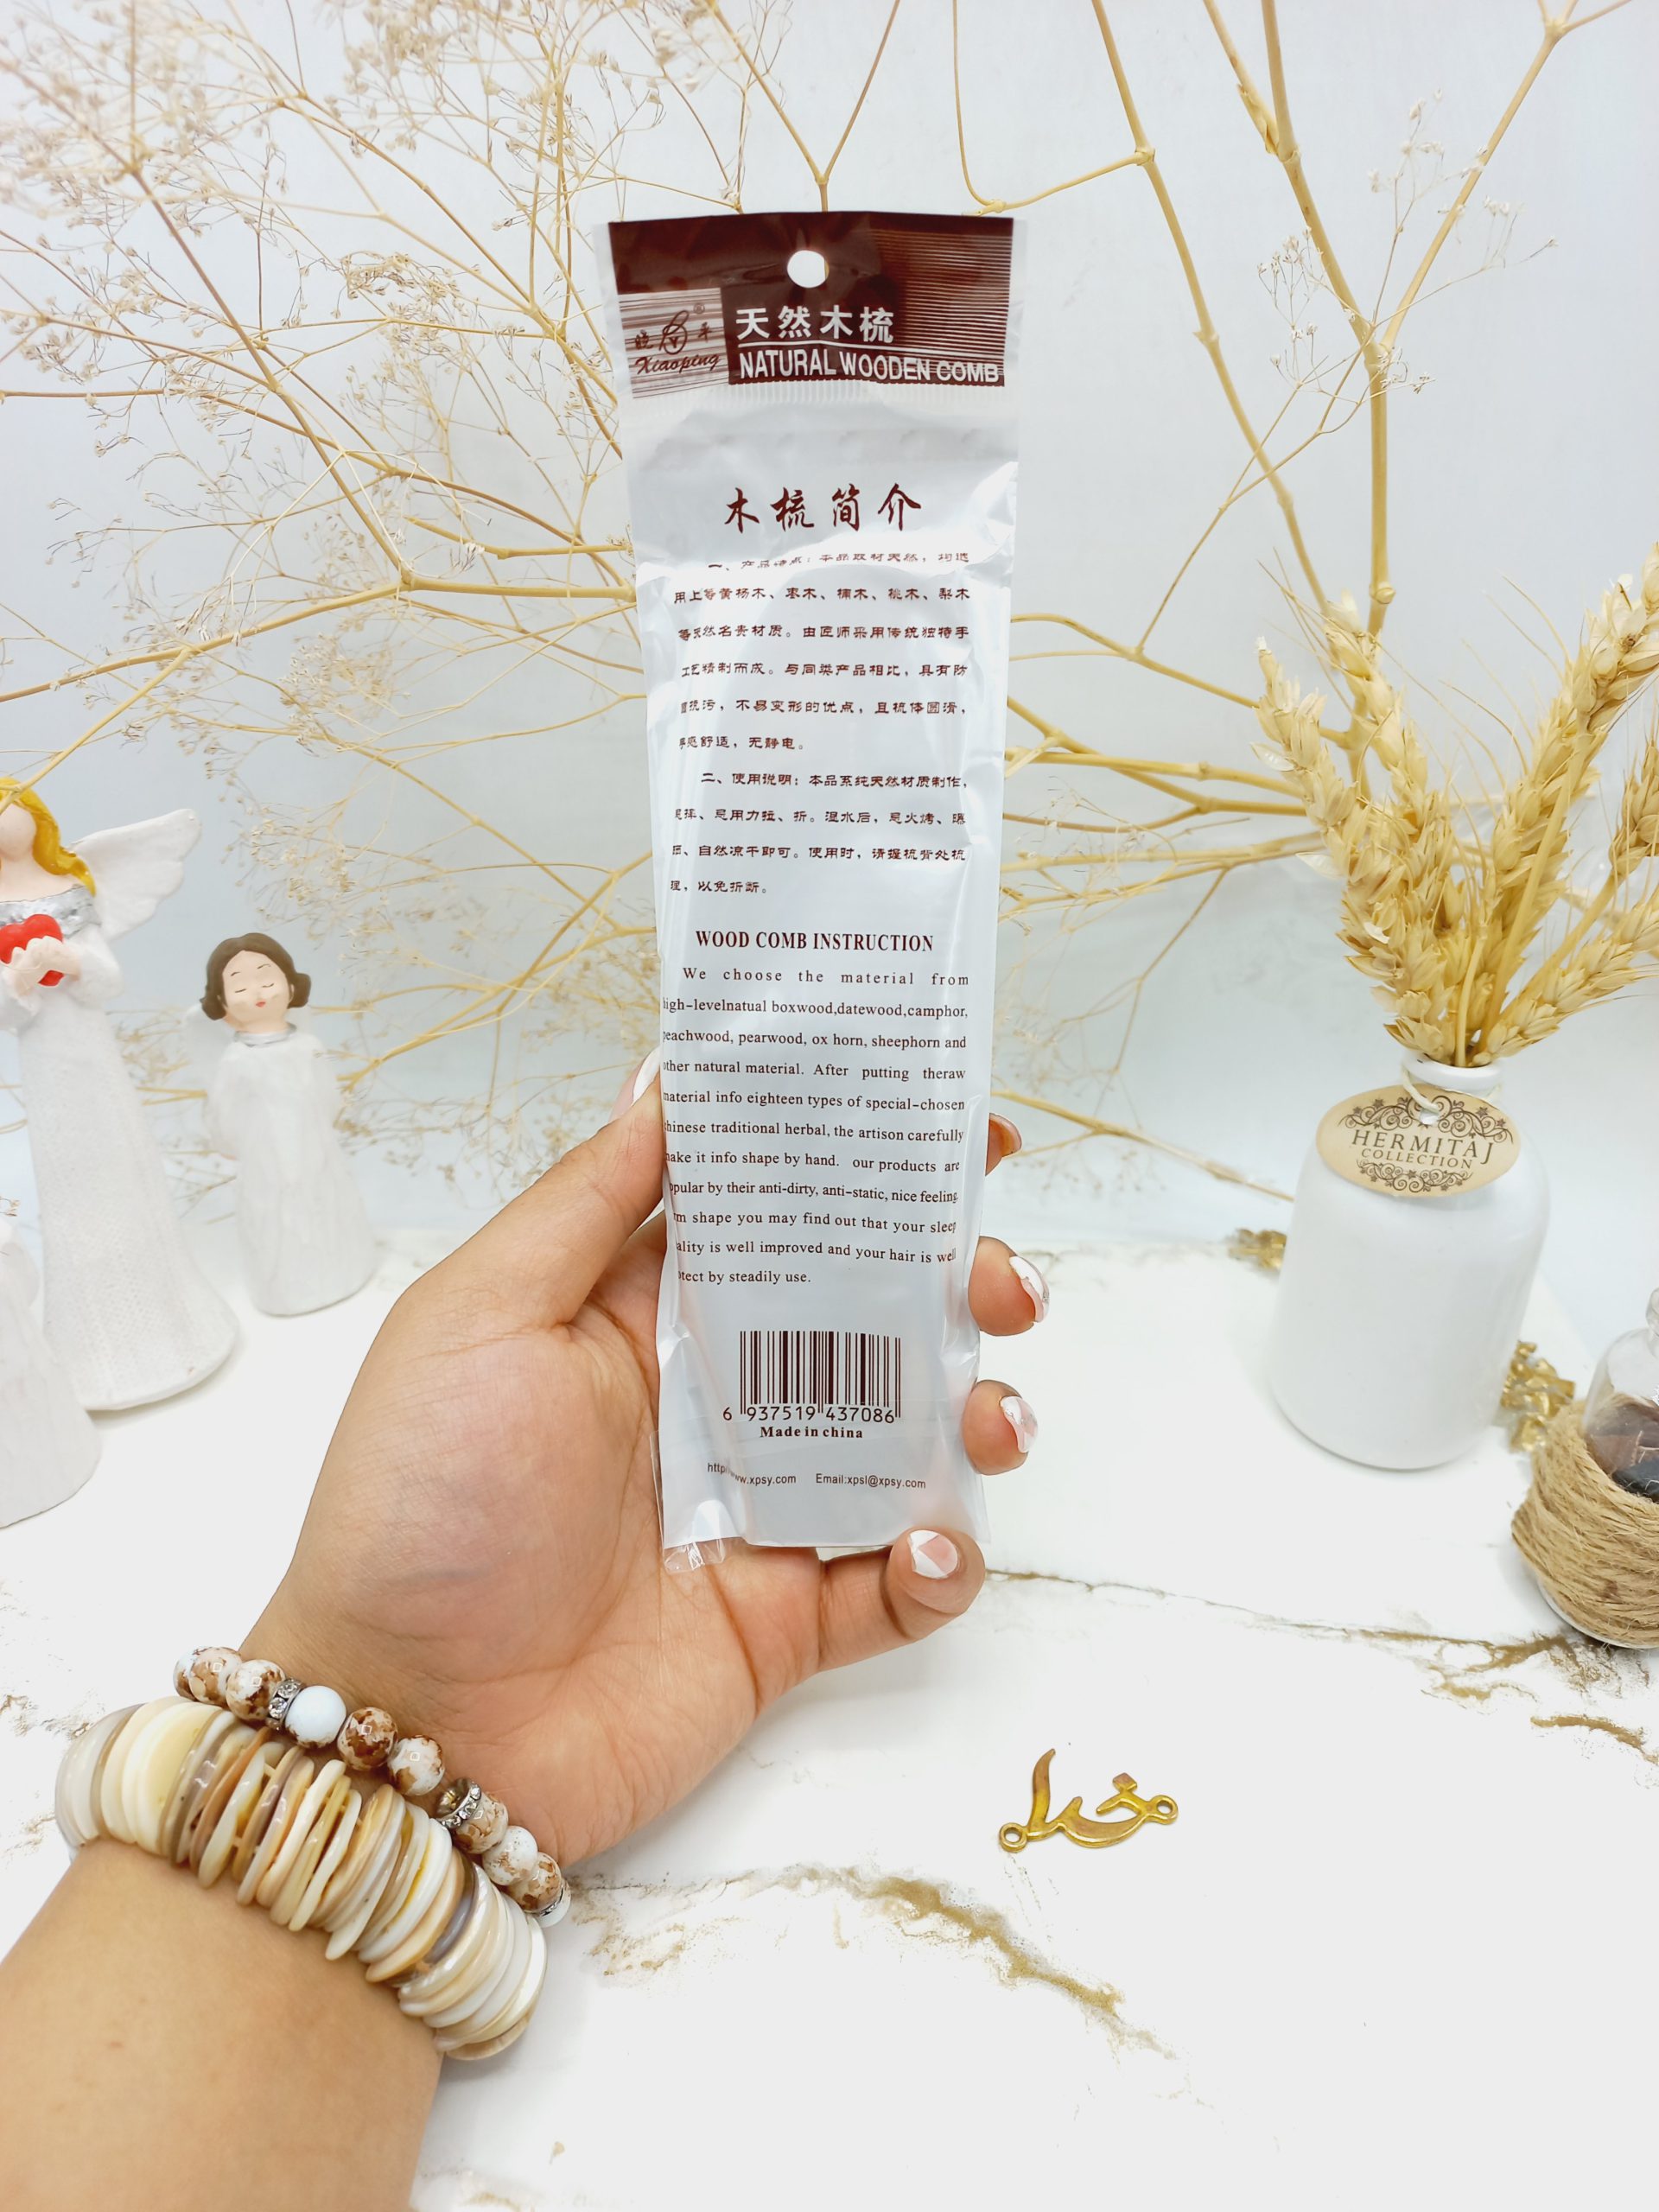 晓 平 ®
Xiaoping
天然木梳
NATURAL WOODEN COMB
木梳简介
一、产品特点：本品取材天然，均选
用上等黄杨木、枣木、楠木、桃木、梨木
等天然名贵材质。由匠师采用传统独特手
工艺精制而成。与同类产品相比，具有防
抗污，不易变形的优点，且梳体圆滑，
手感舒适，无静电。
二、使用说明：本品系纯天然材质制作，
忌摔、忌用力拉、折。湿水后，忌火烤、曝
晒、自然凉干即可。使用时，请握梳背处梳
理，以免折断。
WOOD COMB INSTRUCTION
We choose the material from
high-levelnatual boxwood,datewood,camphor,
peachwood, pearwood, ox horn, sheephorn and
other natural material. After putting theraw
material info eighteen types of special-chosen
chinese traditional herbal, the artison carefully
make it info shape by hand. our products are
popular by their anti-dirty, anti-static, nice feeling.
shape you may find out that your sleep
quality is well improved and your hair is well
protect by steadily use.
6 937519 437086
Made in china
http://www.xpsy.com Email:xpsl@xpsy.com
HERMITAJ
COLLECTION
خدا